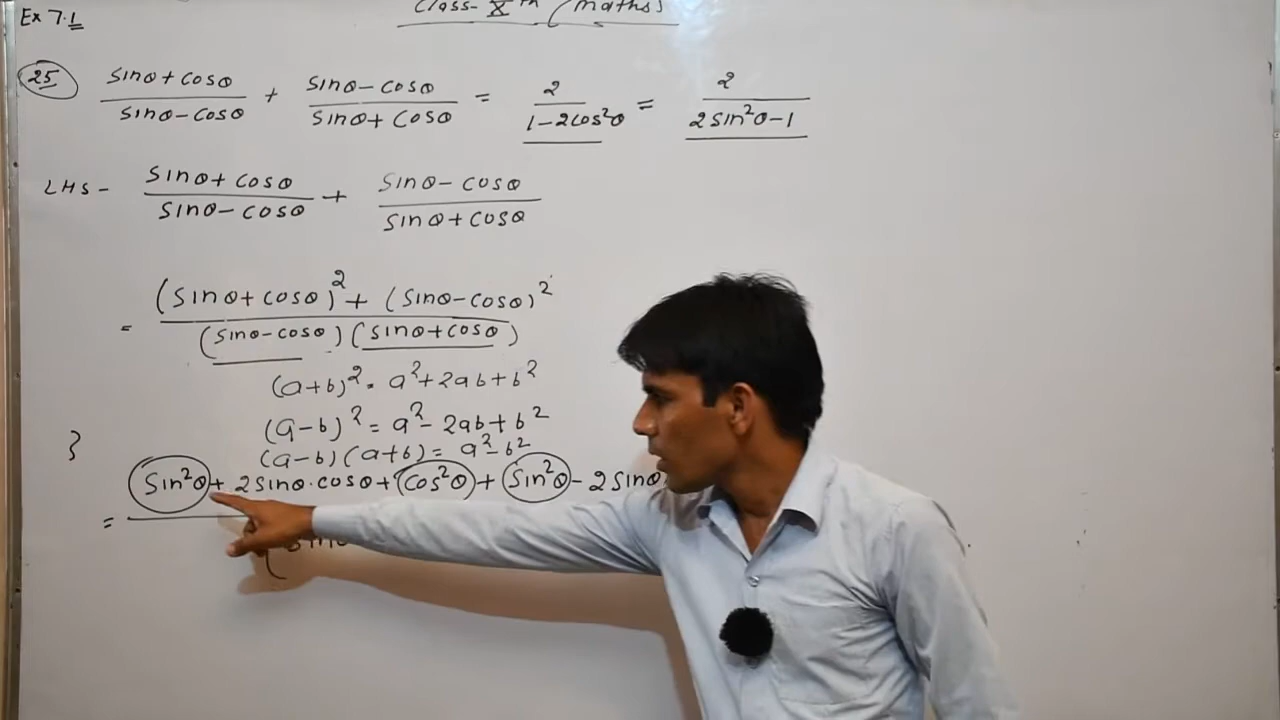 Ex 7.1
Class- Xth (Maths)
25 sinθ+cosθ/sinθ-cosθ + sinθ-cosθ/sinθ+cosθ = 2/1-2cos²θ = 2/2sin²θ-1
LHS- sinθ+cosθ/sinθ-cosθ + sinθ-cosθ/sinθ+cosθ
= (sinθ+cosθ)²+(sinθ-cosθ)²/(sinθ-cosθ)(sinθ+cosθ)
(a+b)²=a²+2ab+b²
(a-b)²=a²-2ab+b²
}
(a-b)(a+b)=a²-b²
= sin²θ+2sinθ.cosθ+cos²θ+sin²θ-2sinθ